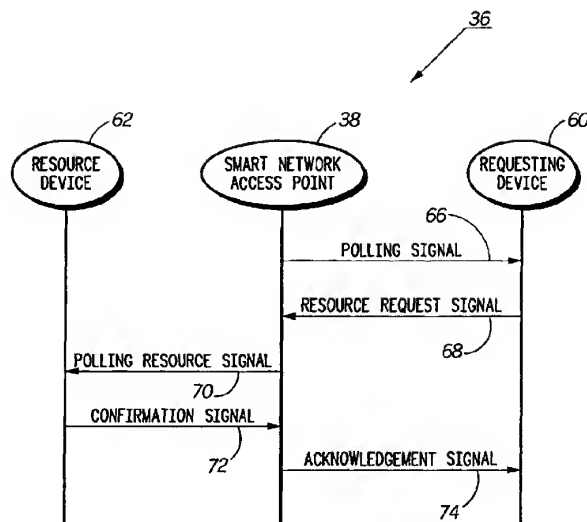 36
62
38
60
RESOURCE
DEVICE
SMART NETWORK
ACCESS POINT
REQUESTING
DEVICE
66
POLLING SIGNAL
RESOURCE REQUEST SIGNAL
68
POLLING RESOURCE SIGNAL
70
CONFIRMATION SIGNAL
72
ACKNOWLEDGEMENT SIGNAL
74